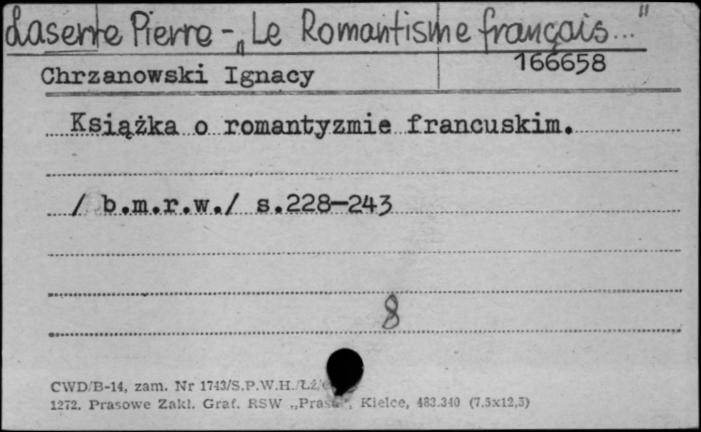 Laserre Pierre - „Le Romantisme français..."
166658
Chrzanowski Ignacy
Książka o romantyzmie francuskim.
/ b.m.r.w./ s.228-243
8
CWD/B-14, zam. Nr 1743/S.P.W.H./Łź/
1272. Prasowe Zakł. Graf. RSW „Prasa", Kielce, 483.340 (7,5x12,5)